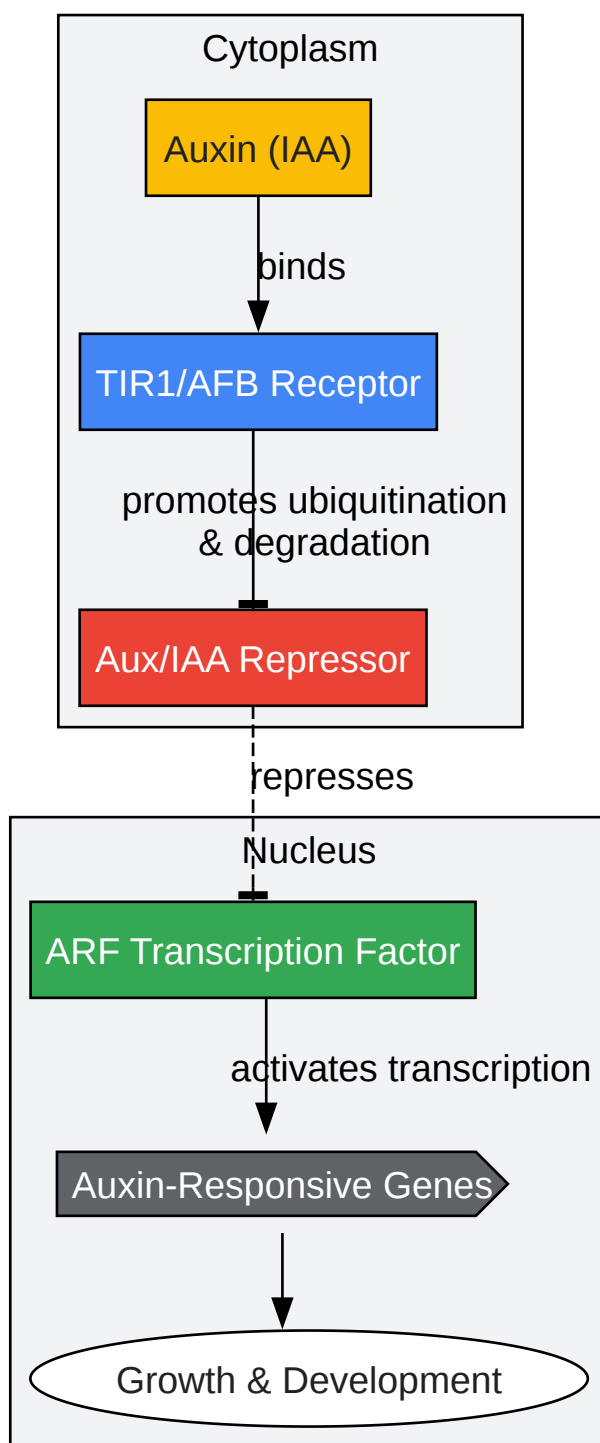 Cytoplasm
Auxin (IAA)
binds
TIR1/AFB Receptor
promotes ubiquitination
& degradation
Aux/IAA Repressor
represses
Nucleus
ARF Transcription Factor
activates transcription
Auxin-Responsive Genes
Growth & Development